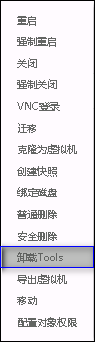 重启
强制重启
关闭
强制关闭
VNC登录
迁移
克隆为虚拟机
创建快照
绑定磁盘
普通删除
安全删除
卸载Tools
导出虚拟机
移动
配置对象权限